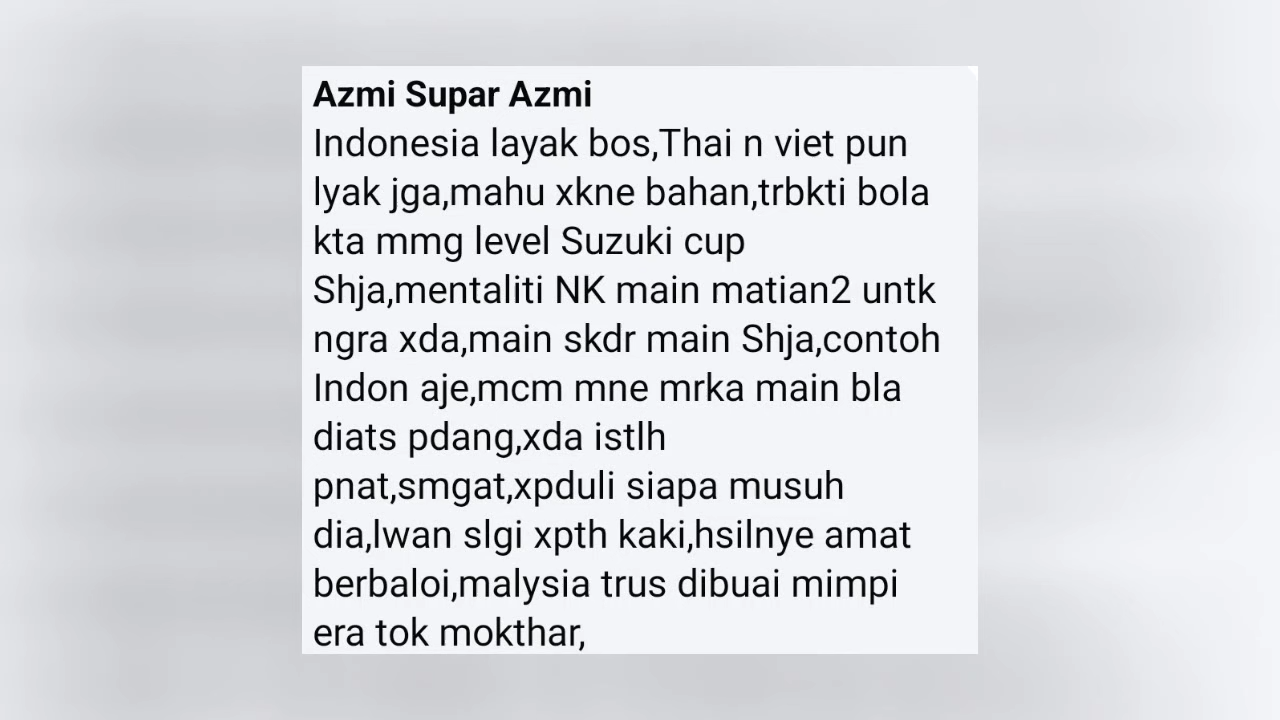 Azmi Supar Azmi
Indonesia layak bos,Thai n viet pun
lyak jga,mahu xkne bahan,trbkti bola
kta mmg level Suzuki cup
Shja,mentaliti NK main matian2 untk
ngra xda,main skdr main Shja,contoh
Indon aje,mcm mne mrka main bla
diats pdang,xda istlh
pnat,smgat,xpduli siapa musuh
dia,lwan slgi xpth kaki,hsilnye amat
berbaloi,malysia trus dibuai mimpi
era tok mokthar,